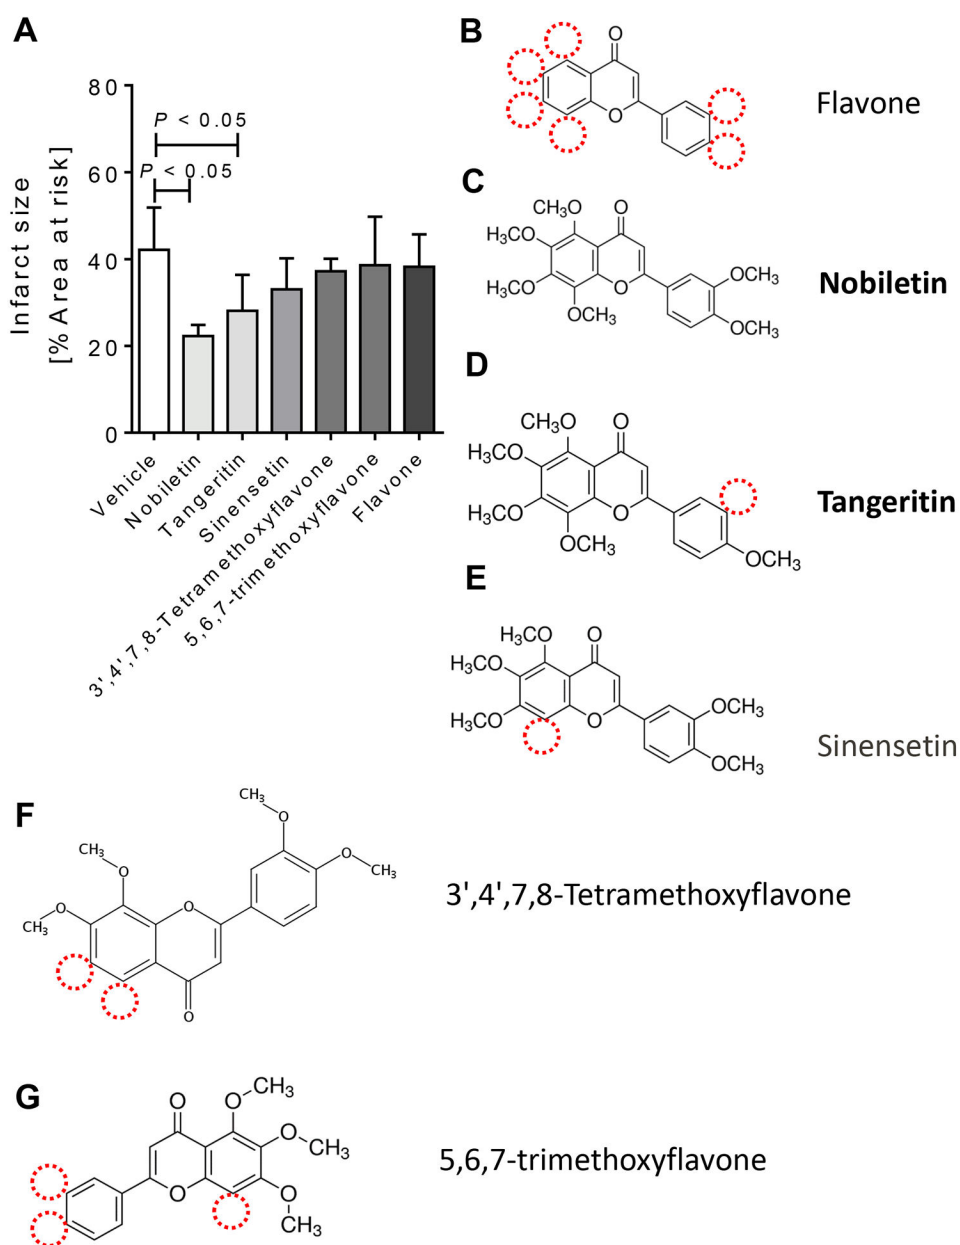 A
Infarct size
[% Area at risk]
80
60
40
20
0
P < 0.05
P < 0.05
Vehicle
Nobiletin
Tangeritin
Sinensetin
3',4',7,8-Tetramethoxyflavone
5,6,7-trimethoxyflavone
Flavone
B
O
O
Flavone
C
CH₃O
O
H₃CO
H₃CO
O
OCH₃
OCH₃
OCH₃
Nobiletin
D
CH₃O
O
H₃CO
H₃CO
O
OCH₃
OCH₃
Tangeritin
E
H₃CO
O
H₃CO
H₃CO
O
OCH₃
OCH₃
Sinensetin
F
CH₃
O
CH₃
O
O
CH₃
O
CH₃
O
O
3',4',7,8-Tetramethoxyflavone
G
O
O
CH₃
O
CH₃
O
O
CH₃
5,6,7-trimethoxyflavone